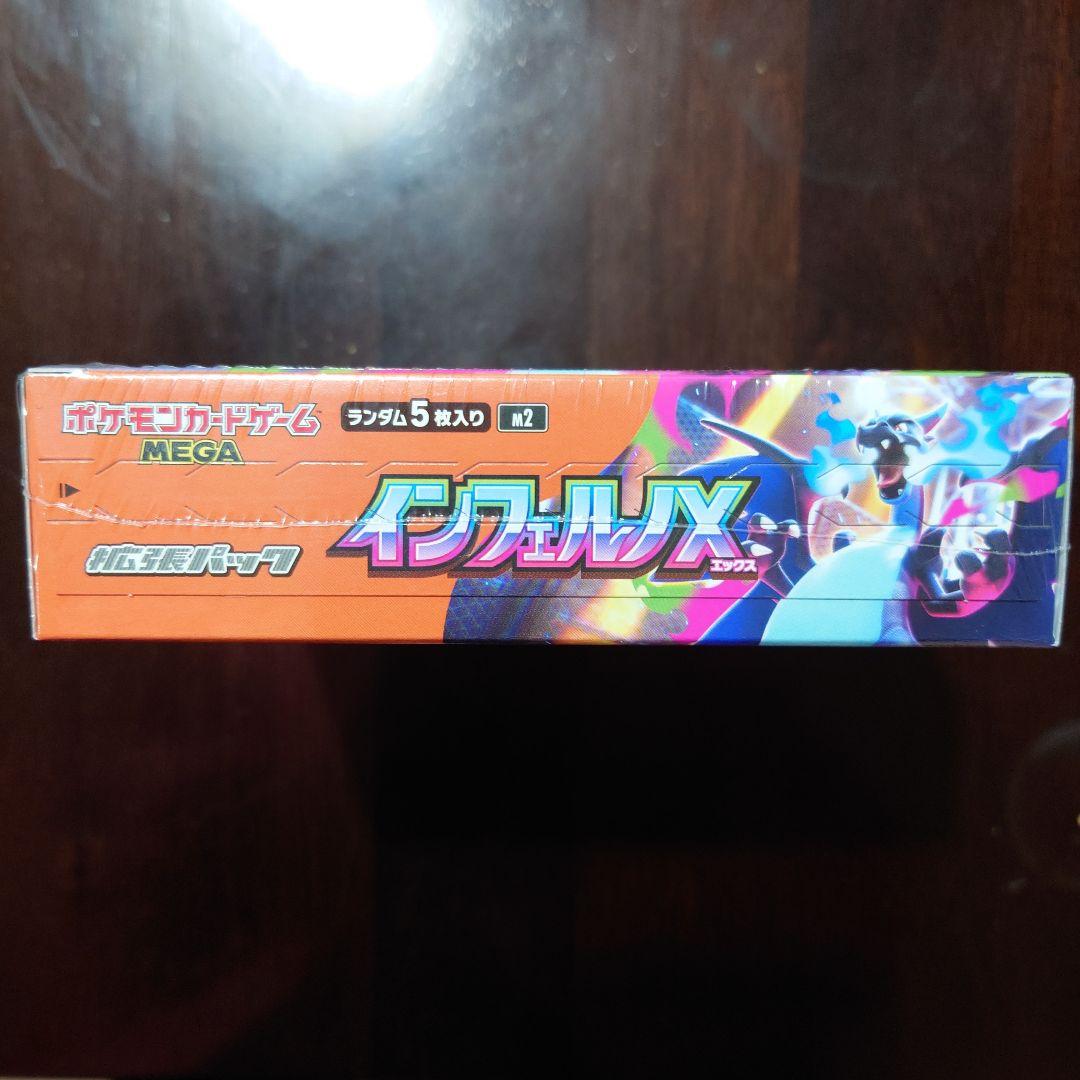 ポケモンカードゲーム
MEGA
ランダム5枚入り
M2
拡張パック
インフェルノX
エックス